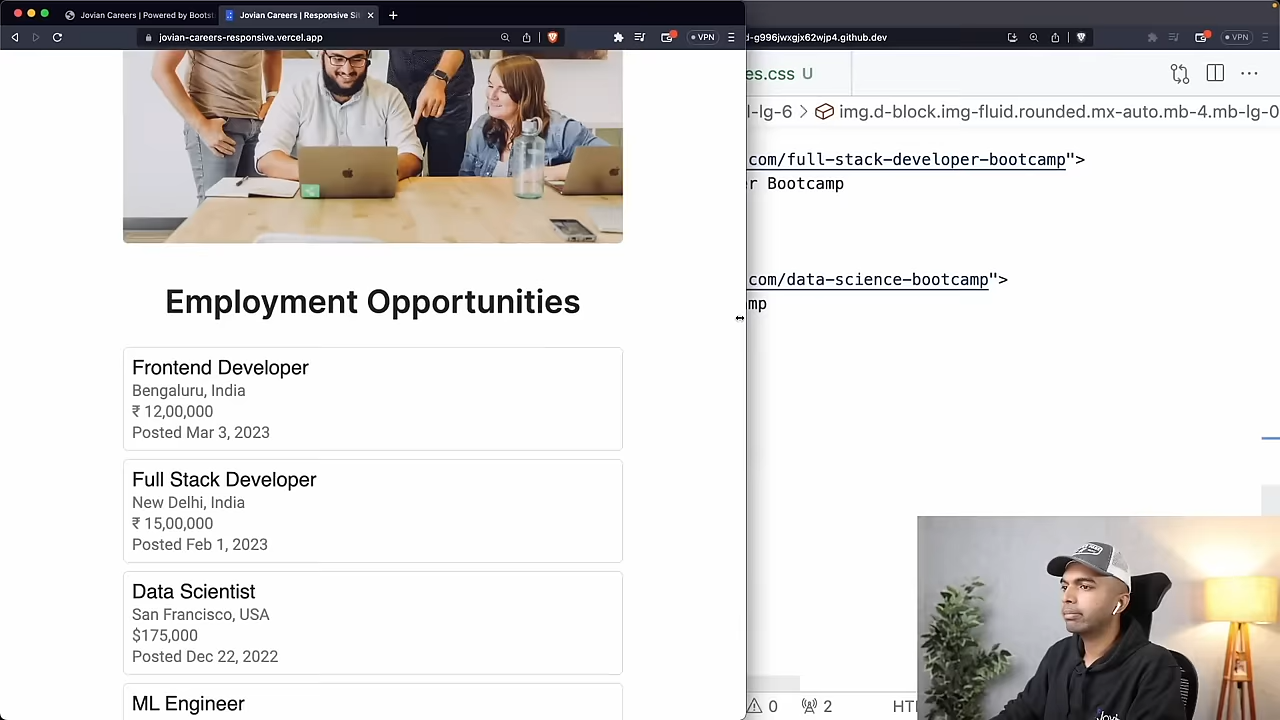 Jovian Careers | Powered by Boots
Jovian Careers | Responsive Si
jovian-careers-responsive.vercel.app
VPN
d-g996jwxgjx62wjp4.github.dev
VPN
es.css U
l-lg-6 > img.d-block.img-fluid.rounded.mx-auto.mb-4.mb-lg-0
com/full-stack-developer-bootcamp">
r Bootcamp
com/data-science-bootcamp">
mp
Employment Opportunities
Frontend Developer
Bengaluru, India
₹ 12,00,000
Posted Mar 3, 2023
Full Stack Developer
New Delhi, India
₹ 15,00,000
Posted Feb 1, 2023
Data Scientist
San Francisco, USA
$175,000
Posted Dec 22, 2022
ML Engineer
0
2
HT